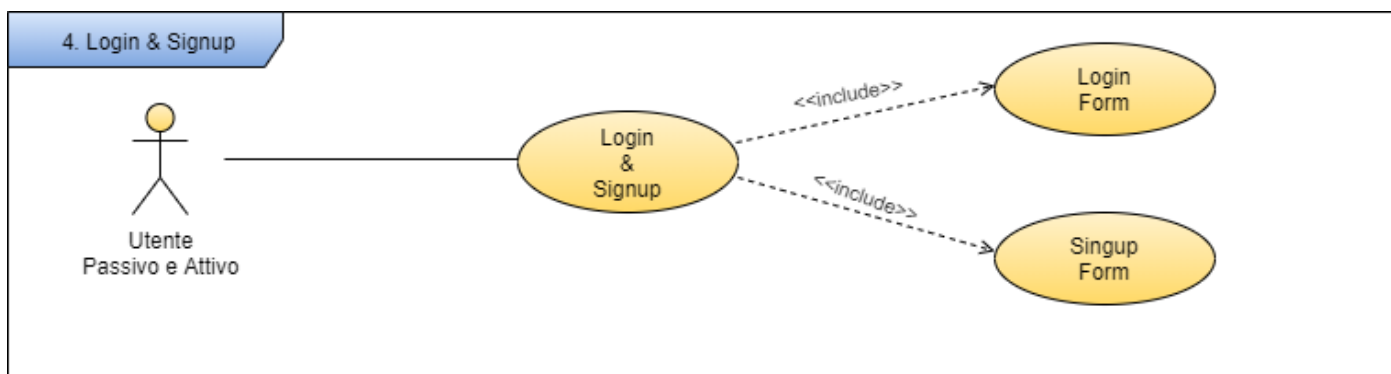 4. Login & Signup
Login
Form
<<include>>
Login
&
Signup
<<include>>
Singup
Form
Utente
Passivo e Attivo